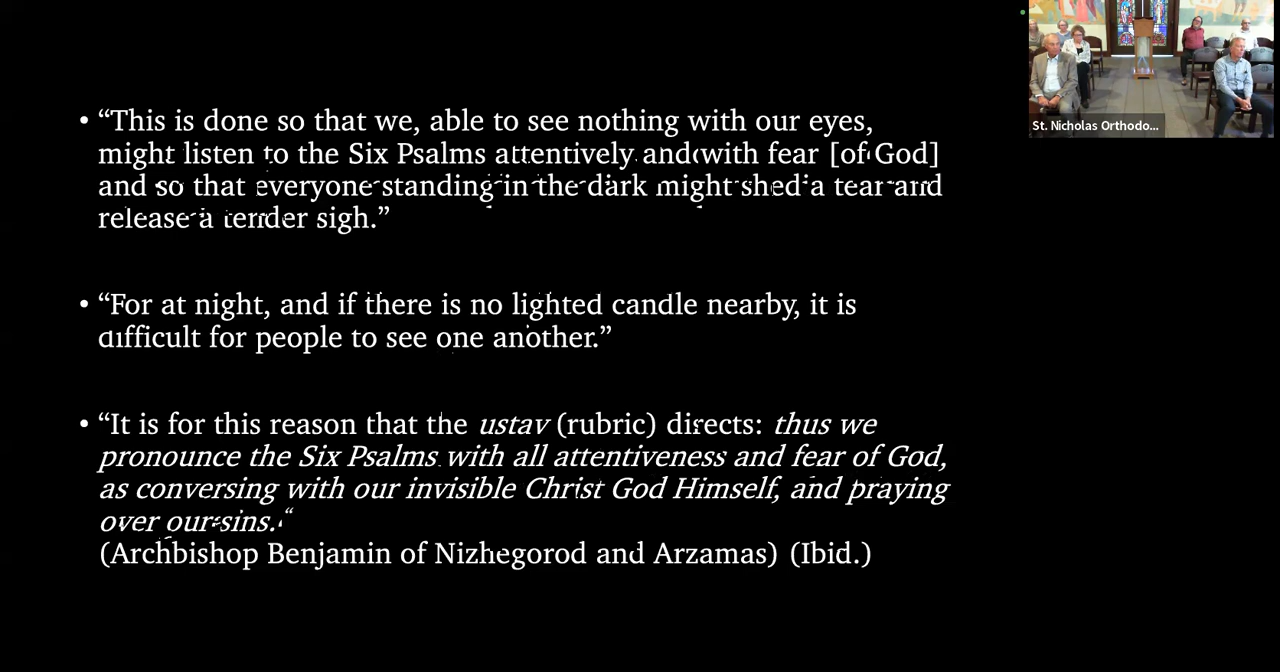 • “This is done so that we, able to see nothing with our eyes,
might listen to the Six Psalms attentively and with fear [of God]
and so that everyone standing in the dark might shed a tear and
release a tender sigh.”
• “For at night, and if there is no lighted candle nearby, it is
difficult for people to see one another.”
• “It is for this reason that the ustav (rubric) directs: thus we
pronounce the Six Psalms with all attentiveness and fear of God,
as conversing with our invisible Christ God Himself, and praying
over our sins.“
(Archbishop Benjamin of Nizhegorod and Arzamas) (Ibid.)
St. Nicholas Orthodo...